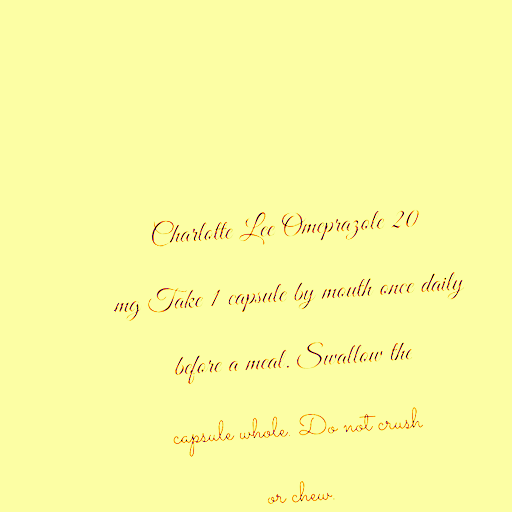 Charlotte Lee Omeprazole 20
mg Take 1 capsule by mouth once daily
before a meal. Swallow the
capsule whole. Do not crush
or chew.